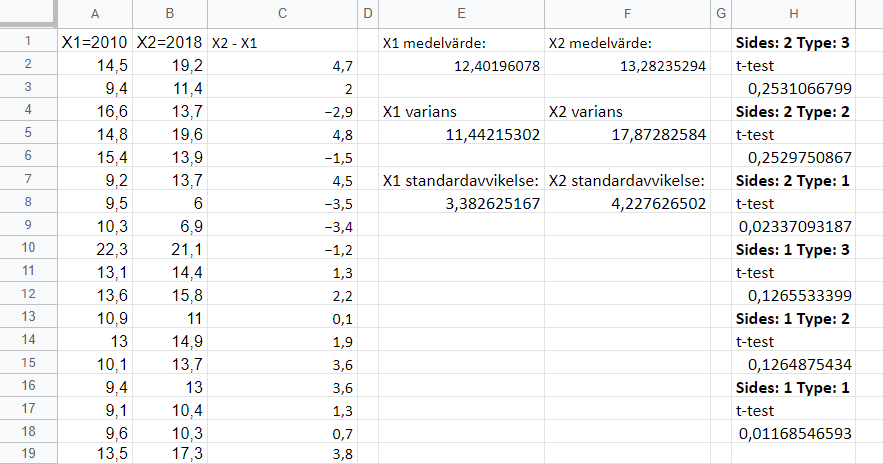 A B C D E F G H
1 X1=2010 X2=2018 X2 - X1 X1 medelvärde: X2 medelvärde: Sides: 2 Type: 3
2 14,5 19,2 4,7 12,40196078 13,28235294 t-test
3 9,4 11,4 2 0,2531066799
4 16,6 13,7 −2,9 X1 varians X2 varians Sides: 2 Type: 2
5 14,8 19,6 4,8 11,44215302 17,87282584 t-test
6 15,4 13,9 −1,5 0,2529750867
7 9,2 13,7 4,5 X1 standardavvikelse: X2 standardavvikelse: Sides: 2 Type: 1
8 9,5 6 −3,5 3,382625167 4,227626502 t-test
9 10,3 6,9 −3,4 0,02337093187
10 22,3 21,1 −1,2 Sides: 1 Type: 3
11 13,1 14,4 1,3 t-test
12 13,6 15,8 2,2 0,1265533399
13 10,9 11 0,1 Sides: 1 Type: 2
14 13 14,9 1,9 t-test
15 10,1 13,7 3,6 0,1264875434
16 9,4 13 3,6 Sides: 1 Type: 1
17 9,1 10,4 1,3 t-test
18 9,6 10,3 0,7 0,01168546593
19 13,5 17,3 3,8